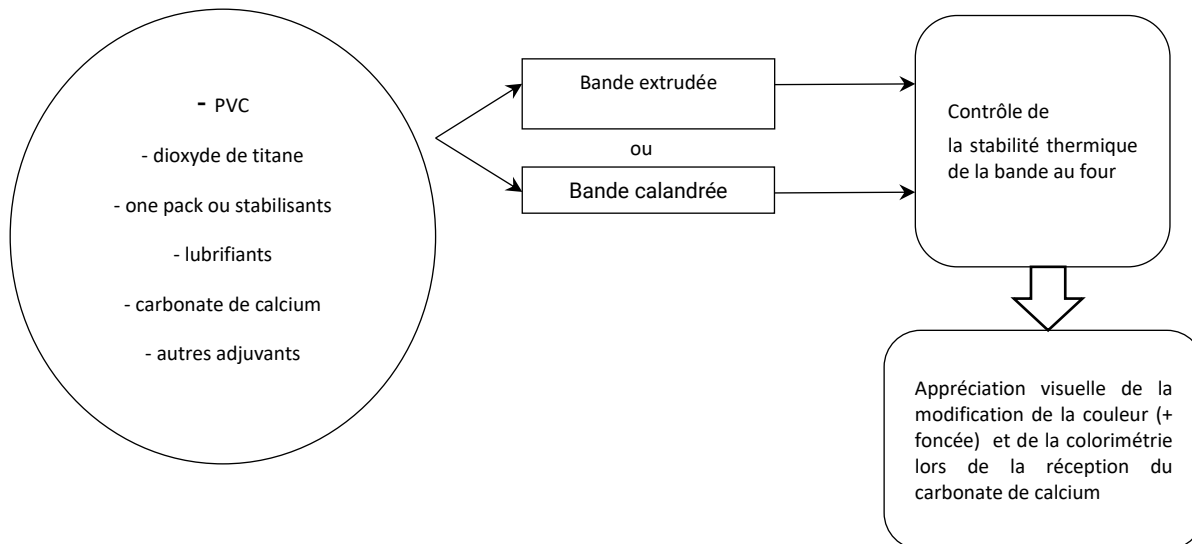 - PVC
- dioxyde de titane
- one pack ou stabilisants
- lubrifiants
- carbonate de calcium
- autres adjuvants
Bande extrudée
ou
Bande calandrée
Contrôle de
la stabilité thermique
de la bande au four
Appréciation visuelle de la
modification de la couleur (+
foncée) et de la colorimétrie
lors de la réception du
carbonate de calcium